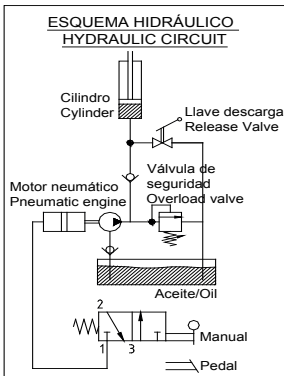 ESQUEMA HIDRÁULICO
HYDRAULIC CIRCUIT
Cilindro
Cylinder
Llave descarga
Release Valve
Motor neumático
Pneumatic engine
Válvula de
seguridad
Overload valve
Aceite/Oil
2
1
3
Manual
Pedal